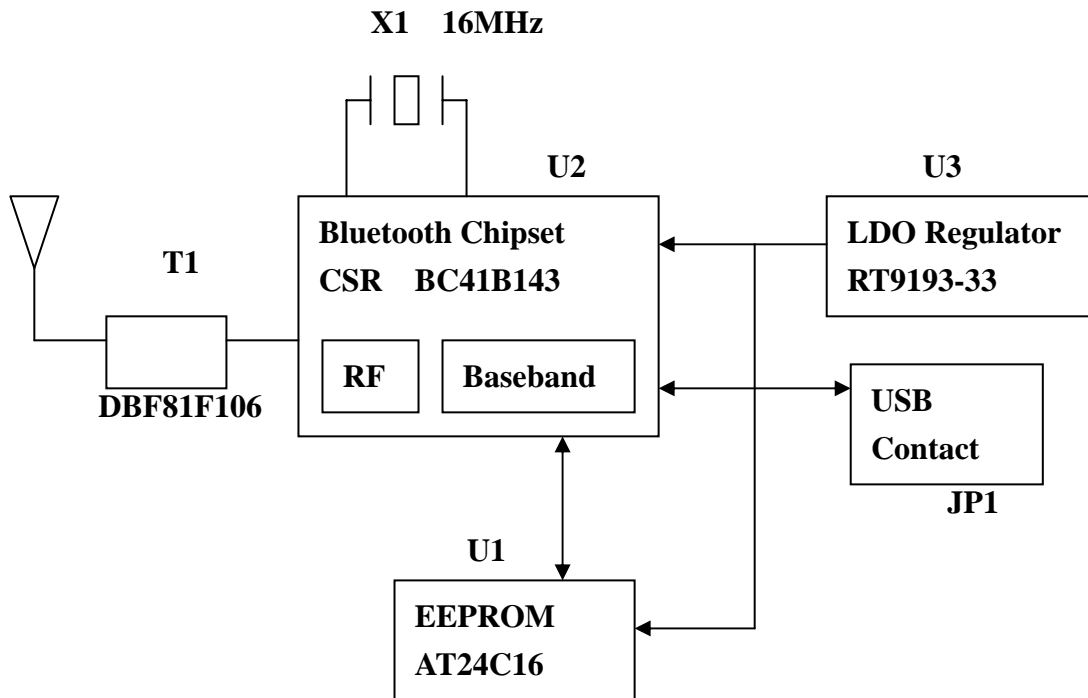 X1 16MHz
U2
U3
Bluetooth Chipset
CSR BC41B143
LDO Regulator
RT9193-33
T1
RF
Baseband
DBF81F106
USB
Contact
JP1
U1
EEPROM
AT24C16